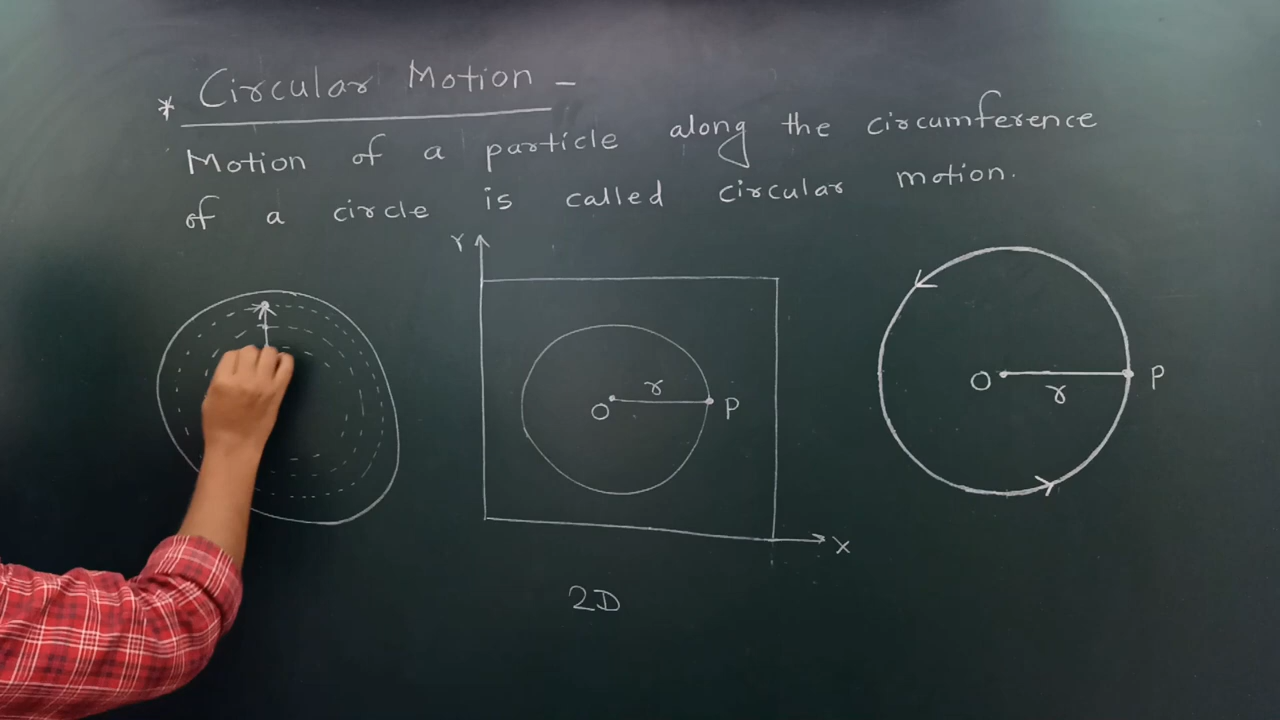 * Circular Motion -
Motion of a particle along the circumference
of a circle is called circular motion.
Y
r
O
P
X
2D
O
r
P